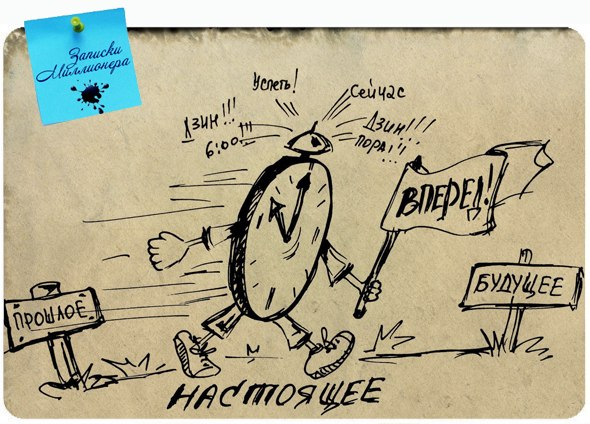 Записки
Миллионера
Успеть!
Сейчас
Дзин!!!
6:00!!!
Дзин!!!
ПОРА!!!
ВПЕРЕД!
ПРОШЛОЕ
БУДУЩЕЕ
НАСТОЯЩЕЕ